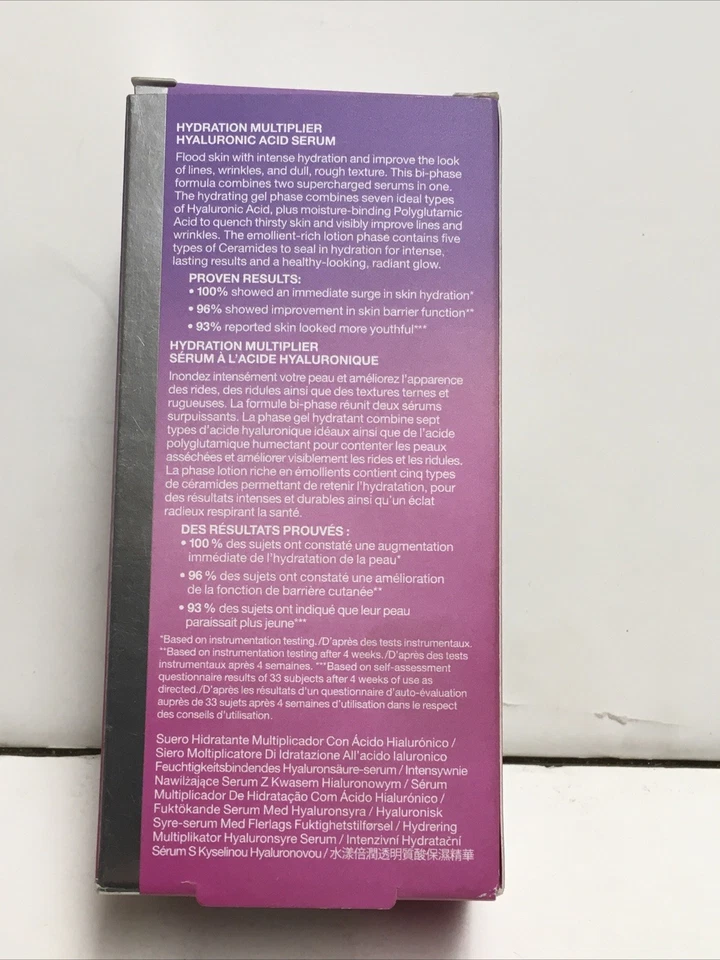 HYDRATION MULTIPLIER
HYALURONIC ACID SERUM
Flood skin with intense hydration and improve the look
of lines, wrinkles, and dull, rough texture. This bi-phase
formula combines two supercharged serums in one.
The hydrating gel phase combines seven ideal types
of Hyaluronic Acid, plus moisture-binding Polyglutamic
Acid to quench thirsty skin and visibly improve lines and
wrinkles. The emollient-rich lotion phase contains five
types of Ceramides to seal in hydration for intense,
lasting results and a healthy-looking, radiant glow.
PROVEN RESULTS:
• 100% showed an immediate surge in skin hydration*
• 96% showed improvement in skin barrier function**
• 93% reported skin looked more youthful***
HYDRATION MULTIPLIER
SÉRUM À L'ACIDE HYALURONIQUE
Inondez intensément votre peau et améliorez l'apparence
des rides, des ridules ainsi que des textures ternes et
rugueuses. La formule bi-phase réunit deux sérums
surpuissants. La phase gel hydratant combine sept
types d'acide hyaluronique idéaux ainsi que de l'acide
polyglutamique humectant pour contenter les peaux
asséchées et améliorer visiblement les rides et les ridules.
La phase lotion riche en émollients contient cinq types
de céramides permettant de retenir l'hydratation, pour
des résultats intenses et durables ainsi qu'un éclat
radieux respirant la santé.
DES RÉSULTATS PROUVÉS :
• 100 % des sujets ont constaté une augmentation
immédiate de l'hydratation de la peau*
• 96 % des sujets ont constaté une amélioration
de la fonction de barrière cutanée**
• 93 % des sujets ont indiqué que leur peau
paraissait plus jeune***
*Based on instrumentation testing./D'après des tests instrumentaux.
**Based on instrumentation testing after 4 weeks./D'après des tests
instrumentaux après 4 semaines. ***Based on self-assessment
questionnaire results of 33 subjects after 4 weeks of use as
directed./D'après les résultats d'un questionnaire d'auto-évaluation
auprès de 33 sujets après 4 semaines d'utilisation dans le respect
des conseils d'utilisation.
Suero Hidratante Multiplicador Con Ácido Hialurónico /
Siero Moltiplicatore Di Idratazione All'acido Ialuronico
Feuchtigkeitsbindendes Hyaluronsäure-serum / Intensywnie
Nawilżające Serum Z Kwasem Hialuronowym / Sérum
Multiplicador De Hidratação Com Ácido Hialurónico /
Fuktökande Serum Med Hyaluronsyra / Hyaluronisk
Syre-serum Med Flerlags Fuktighetstilførsel / Hydrering
Multiplikator Hyaluronsyre Serum / Intenzivní Hydratační
Sérum S Kyselinou Hyaluronovou / 水漾倍潤透明質酸保濕精華